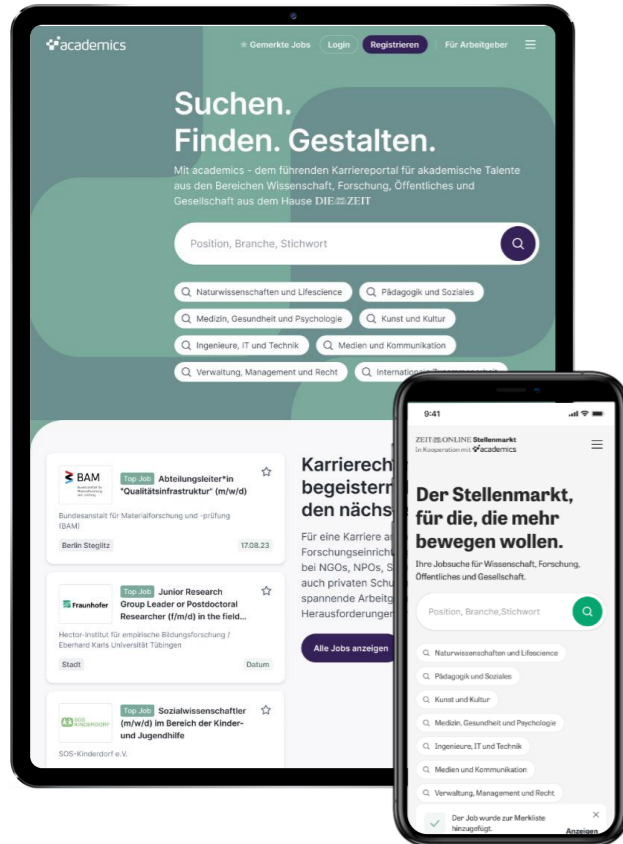 academics
Gemerkte Jobs
Login
Registrieren
Für Arbeitgeber
Suchen.
Finden. Gestalten.
Mit academics - dem führenden Karriereportal für akademische Talente
aus den Bereichen Wissenschaft, Forschung, Öffentliches und
Gesellschaft aus dem Hause DIE ZEIT
Position, Branche, Stichwort
Naturwissenschaften und Lifescience
Pädagogik und Soziales
Medizin, Gesundheit und Psychologie
Kunst und Kultur
Ingenieure, IT und Technik
Medien und Kommunikation
Verwaltung, Management und Recht
BAM
Top Job Abteilungsleiter*in
"Qualitätsinfrastruktur" (m/w/d)
Bundesanstalt für Materialforschung und -prüfung
(BAM)
Berlin Steglitz
17.08.23
Fraunhofer
Top Job Junior Research
Group Leader or Postdoctoral
Researcher (f/m/d) in the field...
Hector-Institut für empirische Bildungsforschung /
Eberhard Karls Universität Tübingen
Stadt
Datum
SOS
KINDERDORF
Top Job Sozialwissenschaftler
(m/w/d) im Bereich der Kinder-
und Jugendhilfe
SOS-Kinderdorf e.V.
Karrierech
begeistern
den nächs
Für eine Karriere a
Forschungseinricht
bei NGOs, NPOs, S
auch privaten Schu
spannende Arbeitg
Herausforderungen
Alle Jobs anzeigen
9:41
ZEIT ONLINE Stellenmarkt
In Kooperation mit academics
Der Stellenmarkt,
für die, die mehr
bewegen wollen.
Ihre Jobsuche für Wissenschaft, Forschung,
Öffentliches und Gesellschaft.
Position, Branche,Stichwort
Naturwissenschaften und Lifescience
Pädagogik und Soziales
Kunst und Kultur
Medizin, Gesundheit und Psychologie
Ingenieure, IT und Technik
Medien und Kommunikation
Verwaltung, Management und Recht
Der Job wurde zur Merkliste
hinzugefügt.
Anzeigen